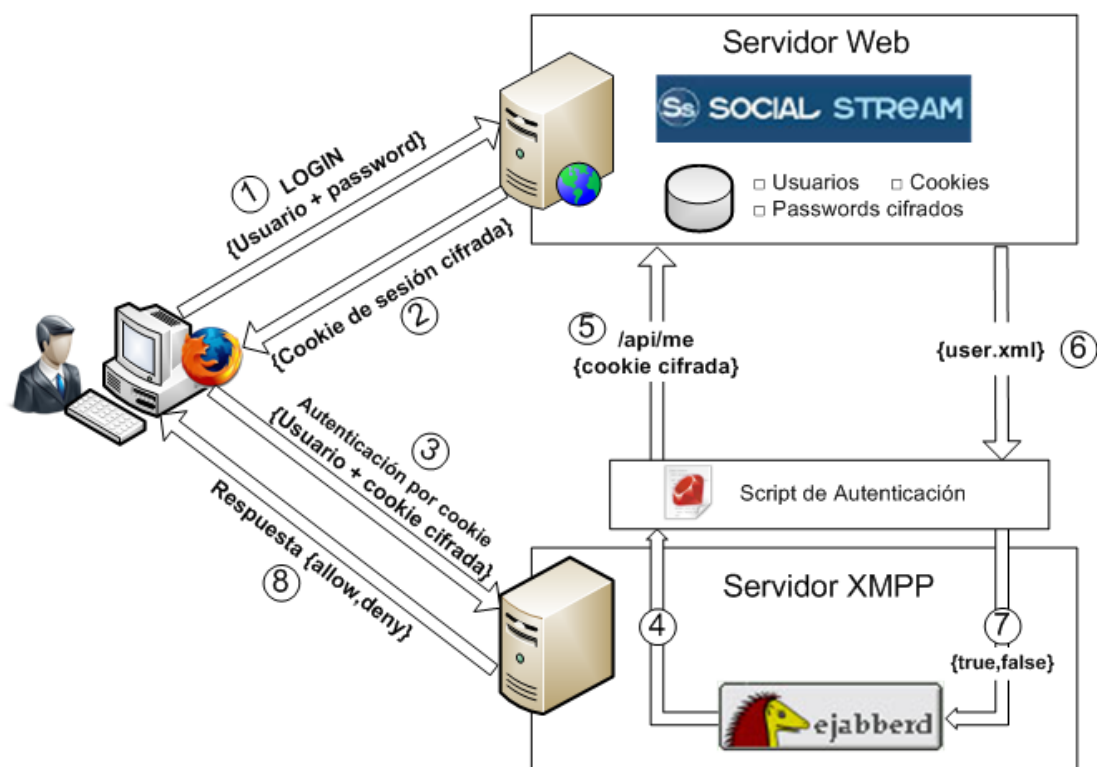 Servidor Web
Ss SOCIAL STREAM
□ Usuarios □ Cookies
□ Passwords cifrados
1 LOGIN
{Usuario + password}
{Cookie de sesión cifrada}
2
3 Autenticación por cookie
{Usuario + cookie cifrada}
Respuesta {allow,deny}
8
5 /api/me
{cookie cifrada}
{user.xml} 6
Script de Autenticación
Servidor XMPP
4
7
{true,false}
ejabberd